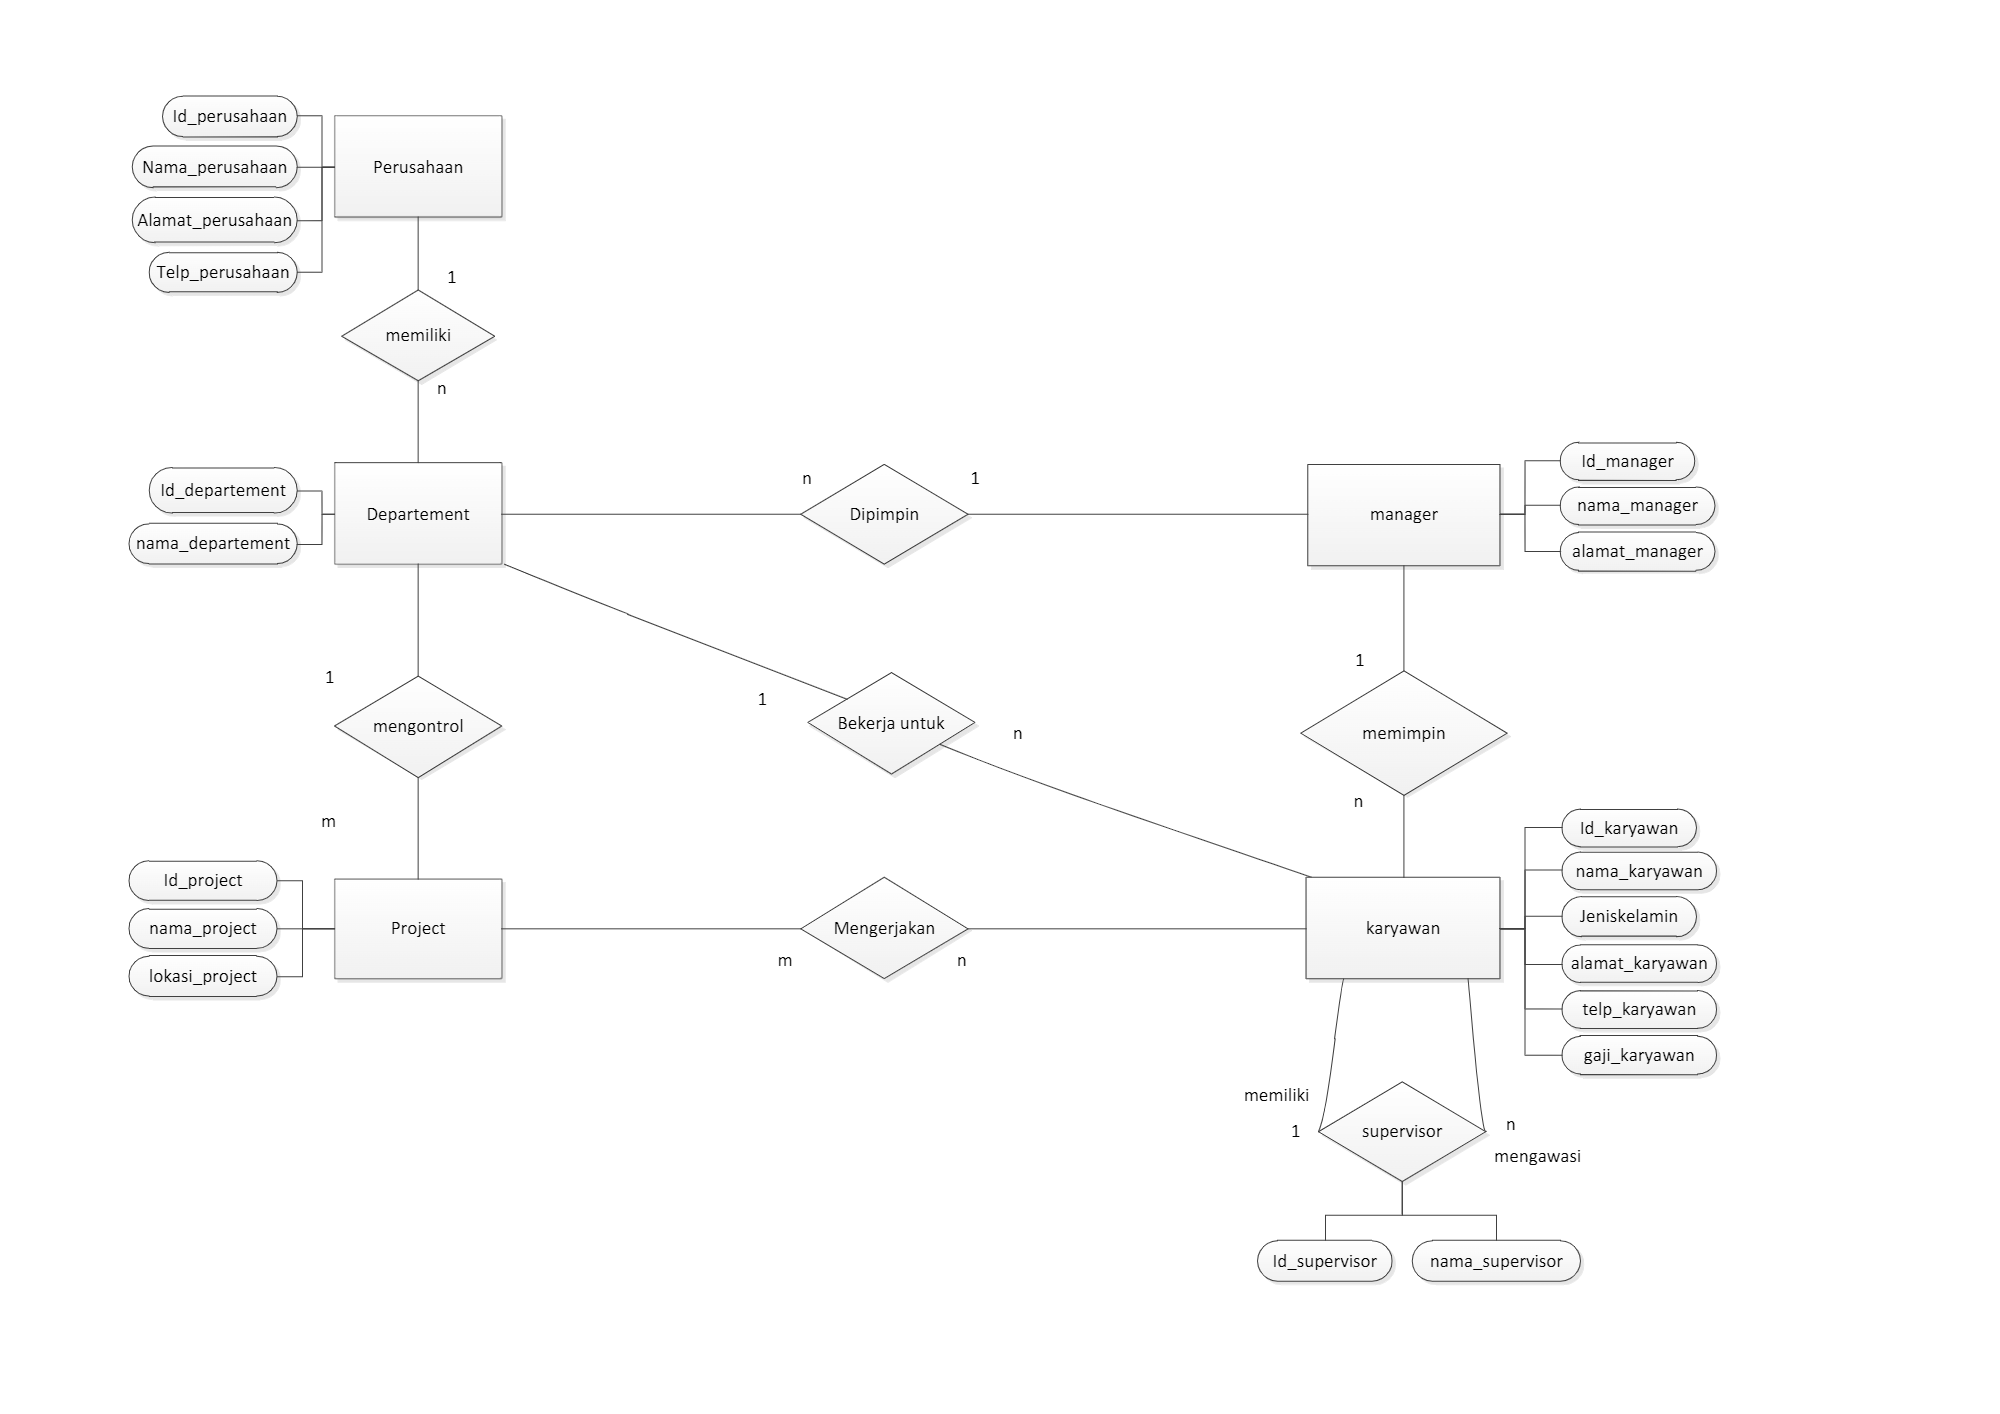 Id_perusahaan
Nama_perusahaan
Perusahaan
Alamat_perusahaan
Telp_perusahaan
1
memiliki
n
Id_departement
nama_departement
Departement
n
Dipimpin
1
manager
Id_manager
nama_manager
alamat_manager
1
mengontrol
m
1
Bekerja untuk
n
1
memimpin
n
Id_project
nama_project
lokasi_project
Project
m
Mengerjakan
n
karyawan
Id_karyawan
nama_karyawan
Jeniskelamin
alamat_karyawan
telp_karyawan
gaji_karyawan
memiliki
1
supervisor
n
mengawasi
Id_supervisor
nama_supervisor